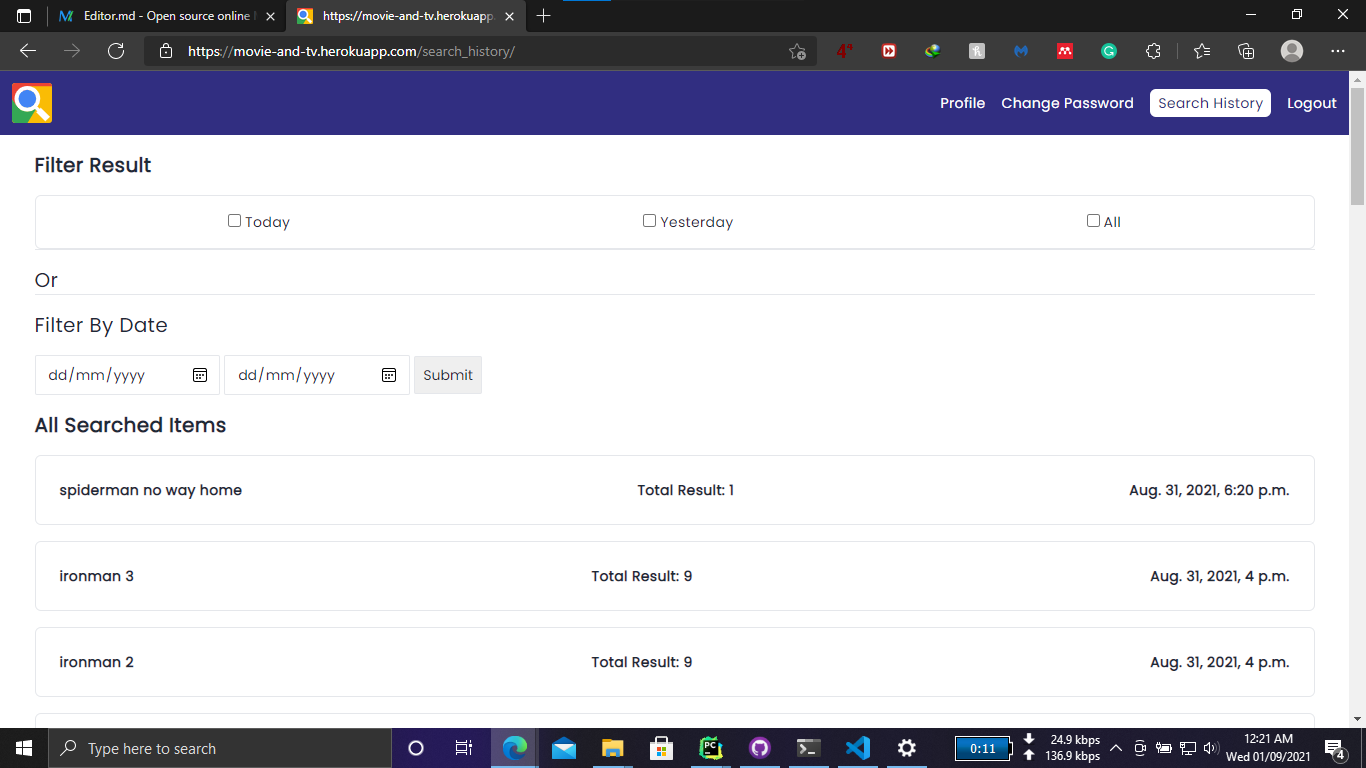 Editor.md - Open source online
https://movie-and-tv.herokuapp.
https://movie-and-tv.herokuapp.com/search_history/
Profile Change Password Search History Logout
Filter Result
Today Yesterday All
Or
Filter By Date
dd/mm/yyyy dd/mm/yyyy Submit
All Searched Items
spiderman no way home Total Result: 1 Aug. 31, 2021, 6:20 p.m.
ironman 3 Total Result: 9 Aug. 31, 2021, 4 p.m.
ironman 2 Total Result: 9 Aug. 31, 2021, 4 p.m.
Type here to search
0:11
24.9 kbps
136.9 kbps
12:21 AM
Wed 01/09/2021
4